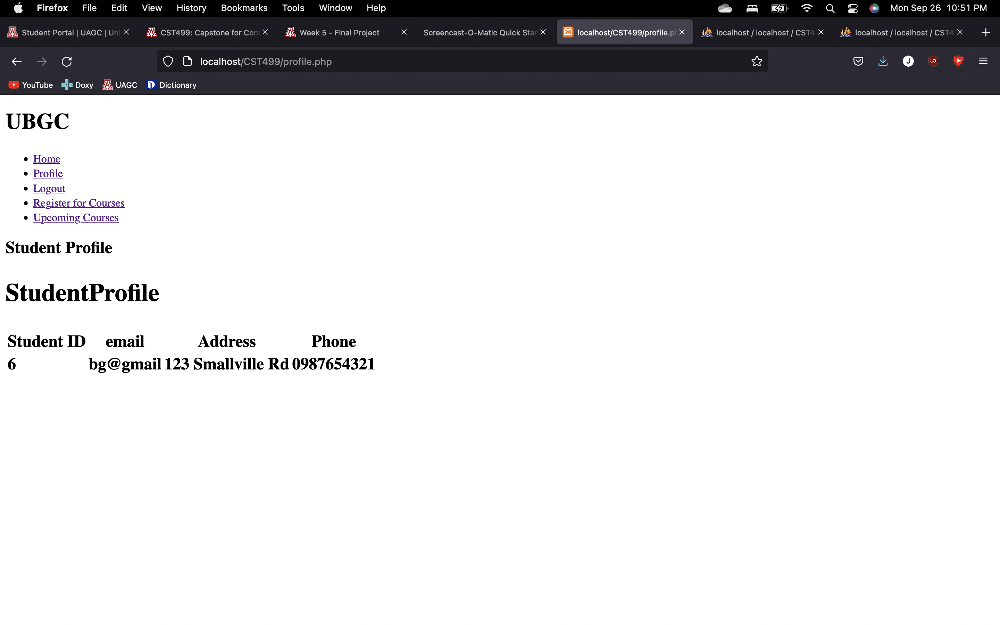 Firefox File Edit View History Bookmarks Tools Window Help Mon Sep 26 10:51 PM
Student Portal | UAGC | Uni CST499: Capstone for Com Week 5 - Final Project Screencast-O-Matic Quick Star localhost/CST499/profile.ph localhost / localhost / CST4 localhost / localhost / CST4
localhost/CST499/profile.php
YouTube Doxy UAGC Dictionary
UBGC
Home
Profile
Logout
Register for Courses
Upcoming Courses
Student Profile
StudentProfile
Student ID email Address Phone
6 bg@gmail 123 Smallville Rd 0987654321